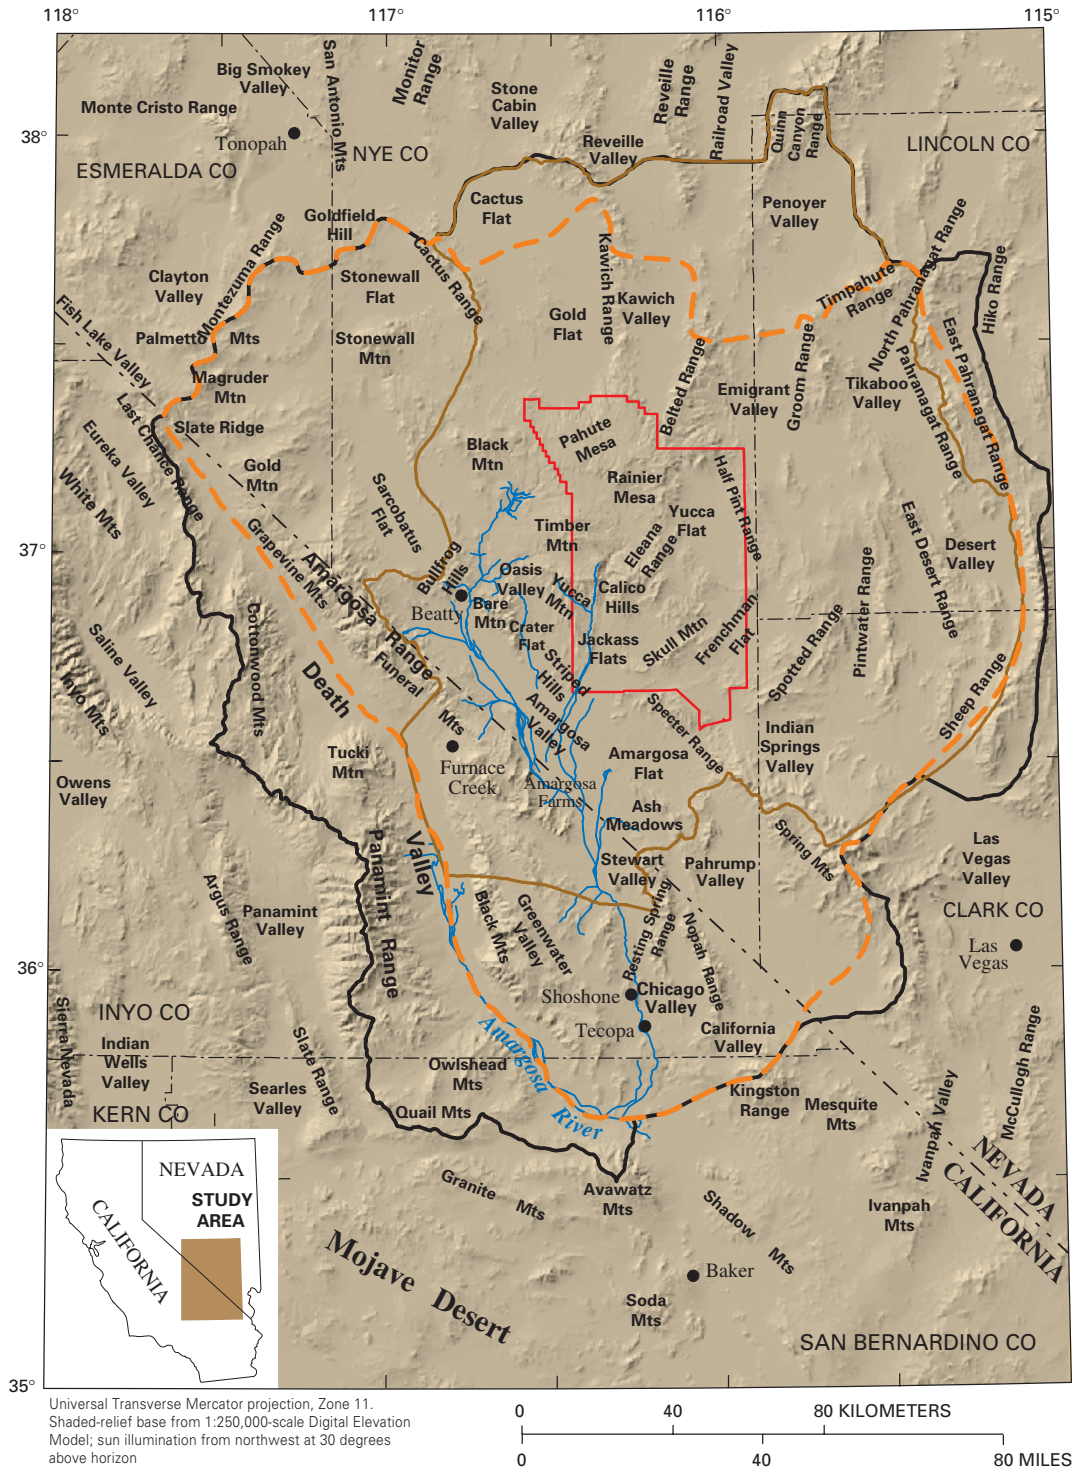 118°
117°
116°
115°
Big Smokey
Valley
San Antonio Mts
Monitor
Range
Stone
Cabin
Valley
Reveille
Range
Railroad Valley
Monte Cristo Range
Tonopah
38°
NYE CO
ESMERALDA CO
Reveille
Valley
Quinn
Canyon
Range
LINCOLN CO
Cactus
Flat
Penoyer
Valley
Goldfield
Hill
Montezuma Range
Clayton
Valley
Stonewall
Flat
Cactus Range
Kawich Range
Kawich
Valley
Gold
Flat
Timpahute
Range
North Pahranagat Range
Hiko Range
Fish Lake Valley
Palmetto
Mts
Stonewall
Mtn
Belted Range
Groom Range
East Pahranagat Range
Pahranagat Range
Magruder
Mtn
Emigrant
Valley
Tikaboo
Valley
Last Chance Range
Slate Ridge
Eureka Valley
White Mts
Gold
Mtn
Black
Mtn
Pahute
Mesa
Rainier
Mesa
Half Pint Range
Sarcobatus
Flat
Grapevine Mts
Yucca
Flat
Timber
Mtn
Eleana
Range
East Desert Range
Desert
Valley
37°
Amargosa
Range
Bullfrog
Hills
Oasis
Valley
Yucca
Mtn
Calico
Hills
Pintwater Range
Beatty
Bare
Mtn
Crater
Flat
Jackass
Flats
Skull Mtn
Frenchman
Flat
Spotted Range
Cottonwood Mts
Saline Valley
Inyo Mts
Funeral
Mts
Striped
Hills
Death
Valley
Amargosa
Valley
Specter Range
Sheep Range
Indian
Springs
Valley
Tucki
Mtn
Furnace
Creek
Amargosa
Flat
Owens
Valley
Amargosa
Farms
Ash
Meadows
Spring Mts
Las
Vegas
Valley
Panamint Range
Stewart
Valley
Pahrump
Valley
Argus Range
Panamint
Valley
Black Mts
Greenwater
Valley
Resting Spring
Range
Nopah Range
CLARK CO
Las
Vegas
36°
Shoshone
Chicago
Valley
Sierra Nevada
INYO CO
Tecopa
California
Valley
Indian
Wells
Valley
Slate Range
Amargosa
River
McCullogh Range
Owlshead
Mts
Searles
Valley
KERN CO
Quail Mts
Kingston
Range
Mesquite
Mts
Ivanpah Valley
NEVADA
CALIFORNIA
NEVADA
STUDY
AREA
CALIFORNIA
Granite Mts
Avawatz
Mts
Shadow
Mts
Ivanpah
Mts
Mojave Desert
Baker
Soda
Mts
SAN BERNARDINO CO
35°
Universal Transverse Mercator projection, Zone 11.
Shaded-relief base from 1:250,000-scale Digital Elevation
Model; sun illumination from northwest at 30 degrees
above horizon
0 40 80 KILOMETERS
0 40 80 MILES